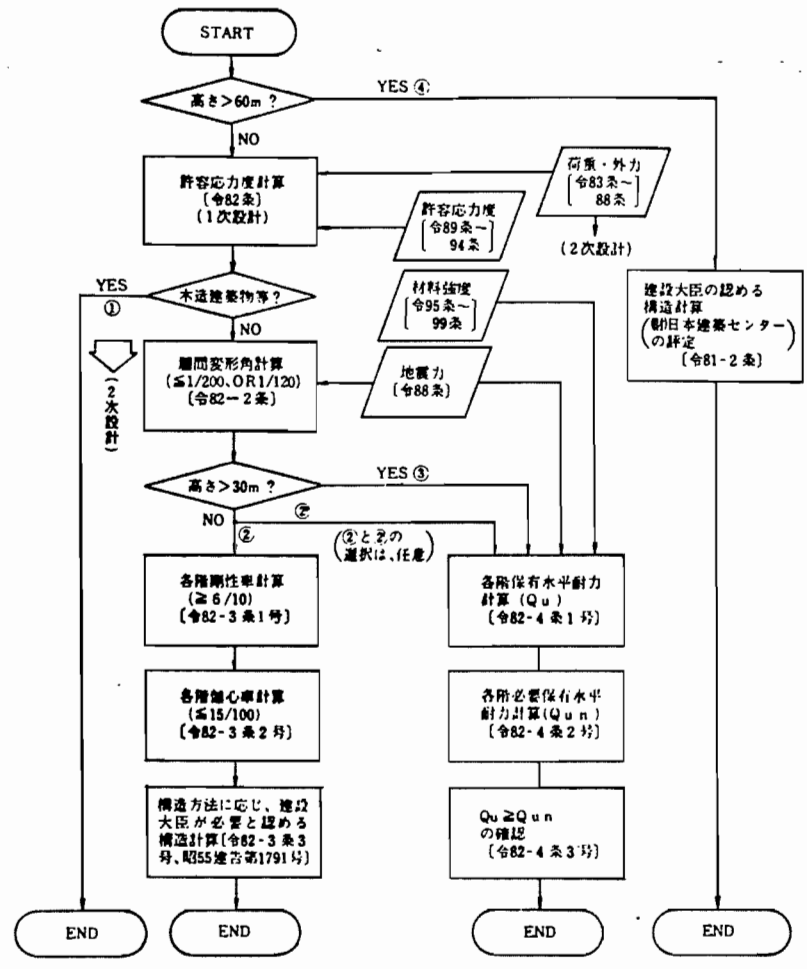 START
高さ>60m?
YES ④
NO
許容応力度計算
〔令82条〕
(1次設計)
荷重・外力
〔令83条〜
88条〕
(2次設計)
許容応力度
〔令89条〜
94条〕
YES
①
木造建築物等?
NO
材料強度
〔令95条〜
99条〕
建設大臣の認める
構造計算
(㈶日本建築センター)
の評定
〔令81-2条〕
(2次設計)
層間変形角計算
(≦1/200、OR1/120)
〔令82-2条〕
地震力
〔令88条〕
高さ>30m?
YES ③
NO
②
②'
(②と②'の
選択は、任意)
各階剛性率計算
(≧6/10)
〔令82-3条1号〕
各階保有水平耐力
計算(Qu)
〔令82-4条1号〕
各階偏心率計算
(≦15/100)
〔令82-3条2号〕
各階必要保有水平
耐力計算(Qun)
〔令82-4条2号〕
構造方法に応じ、建設
大臣が必要と認める
構造計算〔令82-3条3
号、昭55建告第1791号〕
Qu≧Qun
の確認
〔令82-4条3号〕
END
END
END
END